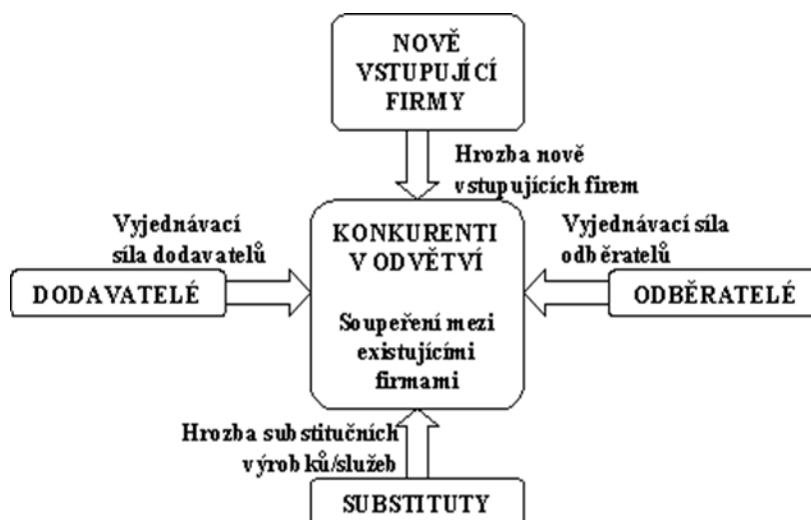 NOVĚ
VSTUPUJÍCÍ
FIRMY
Hrozba nově
vstupujících firem
Vyjednávací
síla dodavatelů
KONKURENTI
V ODVĚTVÍ
Vyjednávací síla
odběratelů
DODAVATELÉ
ODBĚRATELÉ
Soupeření mezi
existujícími
firmami
Hrozba substitučních
výrobků/služeb
SUBSTITUTY